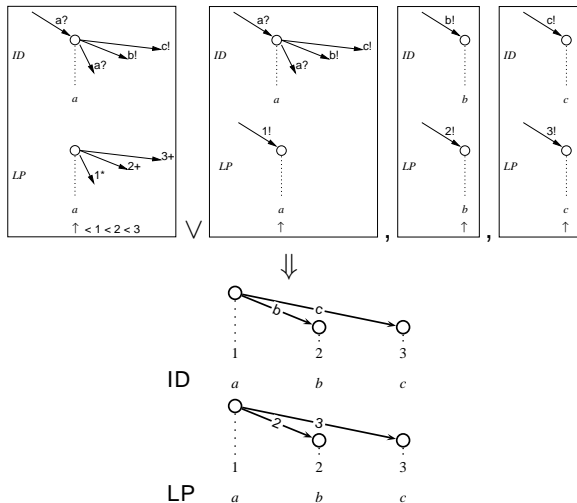 a? a? b! a?
c! b! c!
b! b!
a? a?
ID ID ID ID
a a b c
1! 2! 3!
3+
2+
LP 1* LP LP LP
a a b c
↑ < 1 < 2 < 3 ∨ ↑ , ↑ , ↑
⇓
b c
1 2 3
ID a b c
2 3
1 2 3
LP a b c